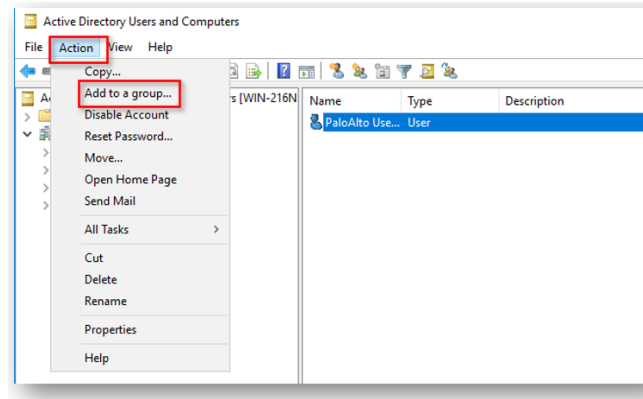 Active Directory Users and Computers
File Action View Help
Copy...
Add to a group...
Disable Account
Reset Password...
Move...
Open Home Page
Send Mail
All Tasks
Cut
Delete
Rename
Properties
Help
[WIN-216N
Name Type Description
PaloAlto Use... User